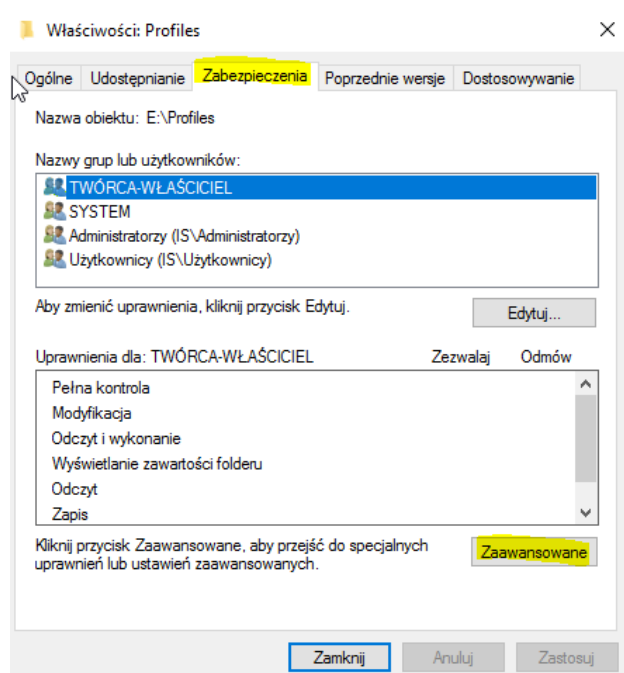 Właściwości: Profiles
Ogólne Udostępnianie Zabezpieczenia Poprzednie wersje Dostosowywanie
Nazwa obiektu: E:\Profiles
Nazwy grup lub użytkowników:
TWÓRCA-WŁAŚCICIEL
SYSTEM
Administratorzy (IS\Administratorzy)
Użytkownicy (IS\Użytkownicy)
Aby zmienić uprawnienia, kliknij przycisk Edytuj.
Edytuj...
Uprawnienia dla: TWÓRCA-WŁAŚCICIEL Zezwalaj Odmów
Pełna kontrola
Modyfikacja
Odczyt i wykonanie
Wyświetlanie zawartości folderu
Odczyt
Zapis
Kliknij przycisk Zaawansowane, aby przejść do specjalnych
uprawnień lub ustawień zaawansowanych.
Zaawansowane
Zamknij Anuluj Zastosuj